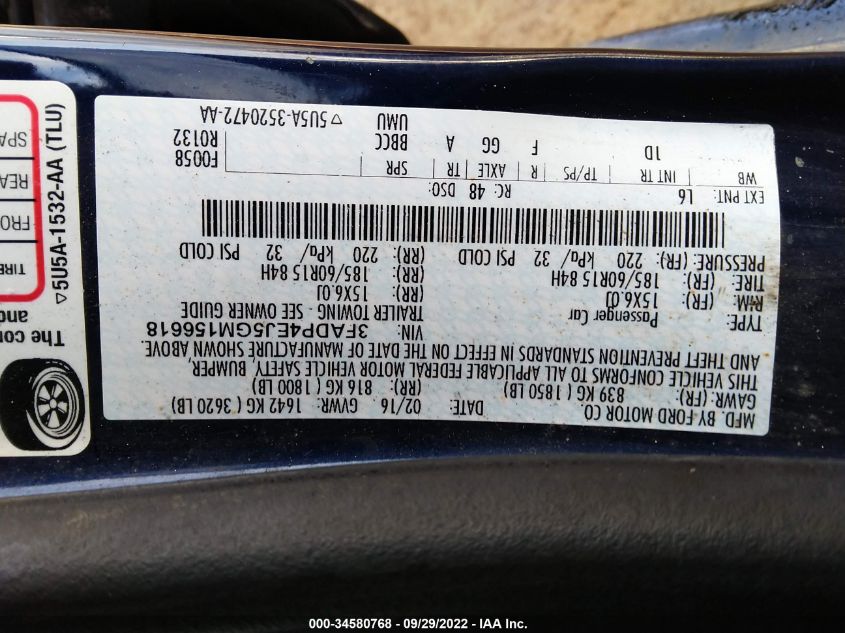 MFD. BY FORD MOTOR CO.
DATE: 02/16 GVWR: 1642 KG ( 3620 LB)
GAWR: (FR) 839 KG ( 1850 LB) (RR): 816 KG ( 1800 LB)
THIS VEHICLE CONFORMS TO ALL APPLICABLE FEDERAL MOTOR VEHICLE SAFETY, BUMPER,
AND THEFT PREVENTION STANDARDS IN EFFECT ON THE DATE OF MANUFACTURE SHOWN ABOVE.
VIN: 3FADP4EJ5GM156618
TYPE: Passenger Car TRAILER TOWING - SEE OWNER GUIDE
RIM: (FR): 15X6.0J (RR): 15X6.0J
TIRE: (FR): 185/60R15 84H (RR): 185/60R15 84H
PRESSURE: (FR): 220 kPa/ 32 PSI COLD (RR): 220 kPa/ 32 PSI COLD
EXT PNT: L6 RC: 48 DSO:
WB INT TR TP/PS R AXLE TR SPR F0058
1D F GG A BBCC R0132
UMU ▽5U5A-3520472-AA
The co
▽5U5A-1532-AA (TLU)
TIRE
FRO
REA
SPA
000-34580768 - 09/29/2022 - IAA Inc.